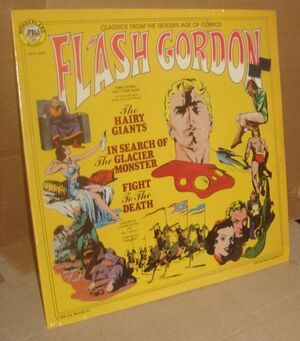 CLASSICS FROM THE GOLDEN AGE OF COMICS
FLASH GORDON
The
HAIRY
GIANTS
IN SEARCH OF
The GLACIER
MONSTER
FIGHT
To The
DEATH